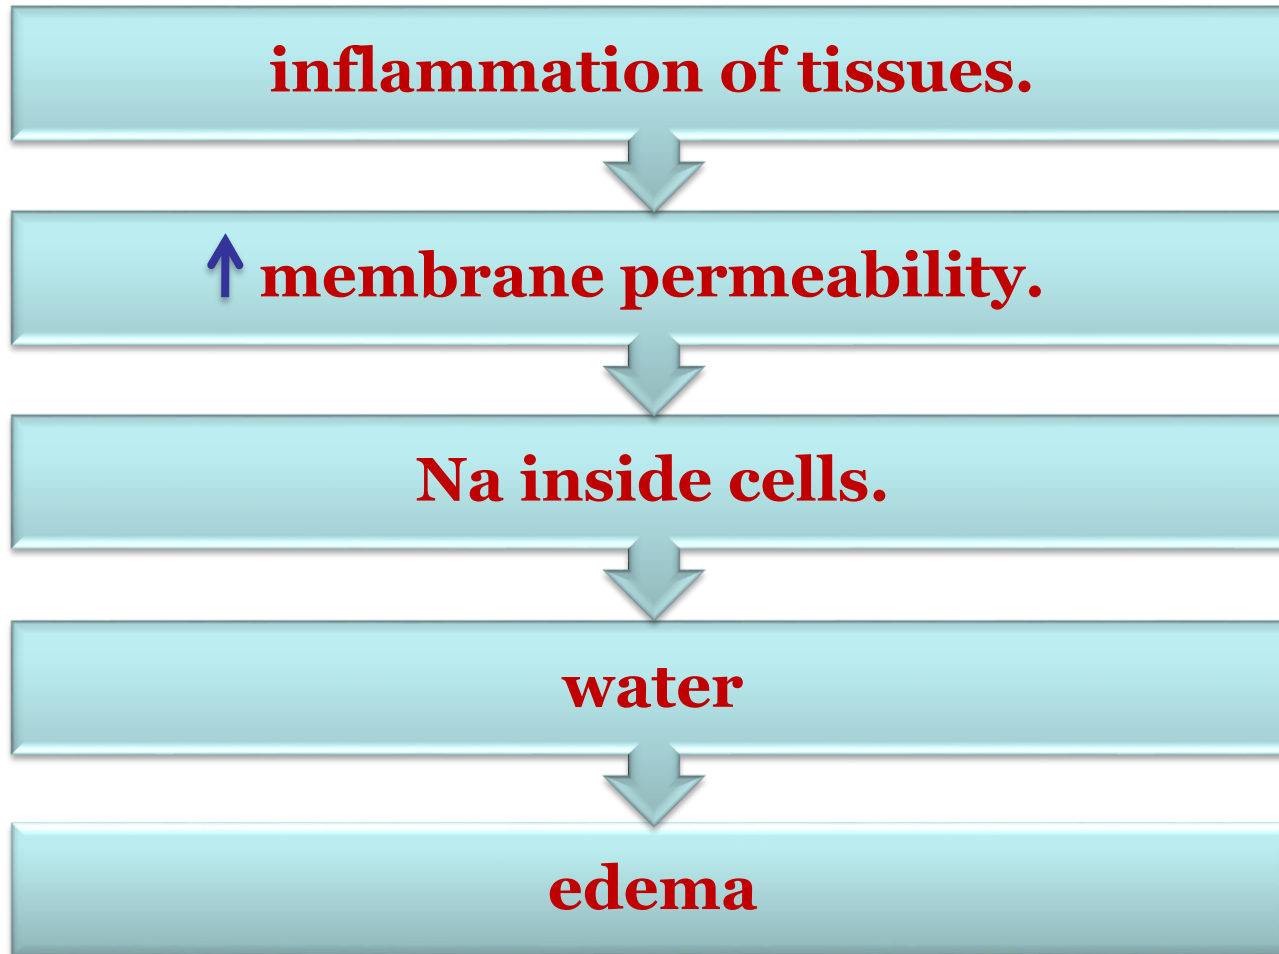 inflammation of tissues.
↑ membrane permeability.
Na inside cells.
water
edema